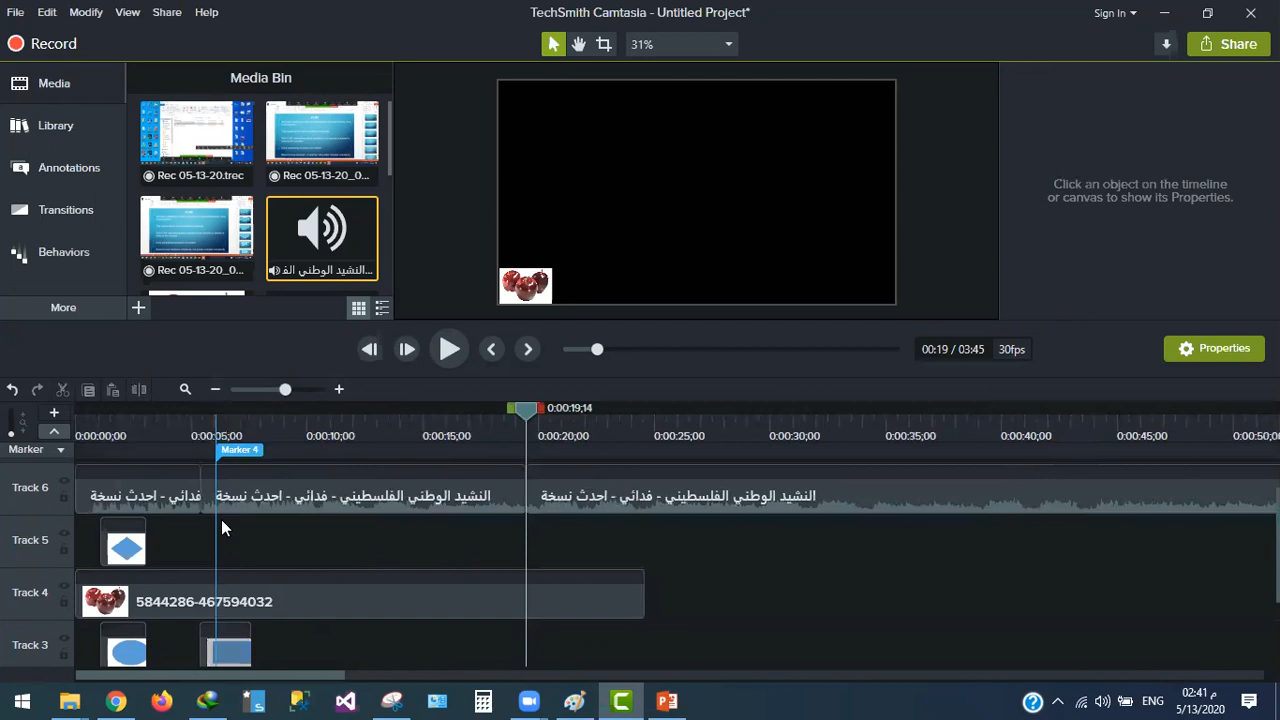 TechSmith Camtasia - Untitled Project*
File Edit Modify View Share Help
Sign In
Record
31%
Share
Media
Library
Annotations
Transitions
Behaviors
More
Media Bin
Rec 05-13-20.trec
Rec 05-13-20_0...
Rec 05-13-20_0...
النشيد الوطني الف...
Click an object on the timeline
or canvas to show its Properties.
00:19 / 03:45 30fps
Properties
0:00:19;14
0:00:00;00 0:00:05;00 0:00:10;00 0:00:15;00 0:00:20;00 0:00:25;00 0:00:30;00 0:00:35;00 0:00:40;00 0:00:45;00 0:00:50;0
Marker
Marker 4
Track 6
فدائي - احدث نسخة
النشيد الوطني الفلسطيني - فدائي - احدث نسخة
النشيد الوطني الفلسطيني - فدائي - احدث نسخة
Track 5
Track 4
5844286-467594032
Track 3
ENG
02:41 م
5/13/2020